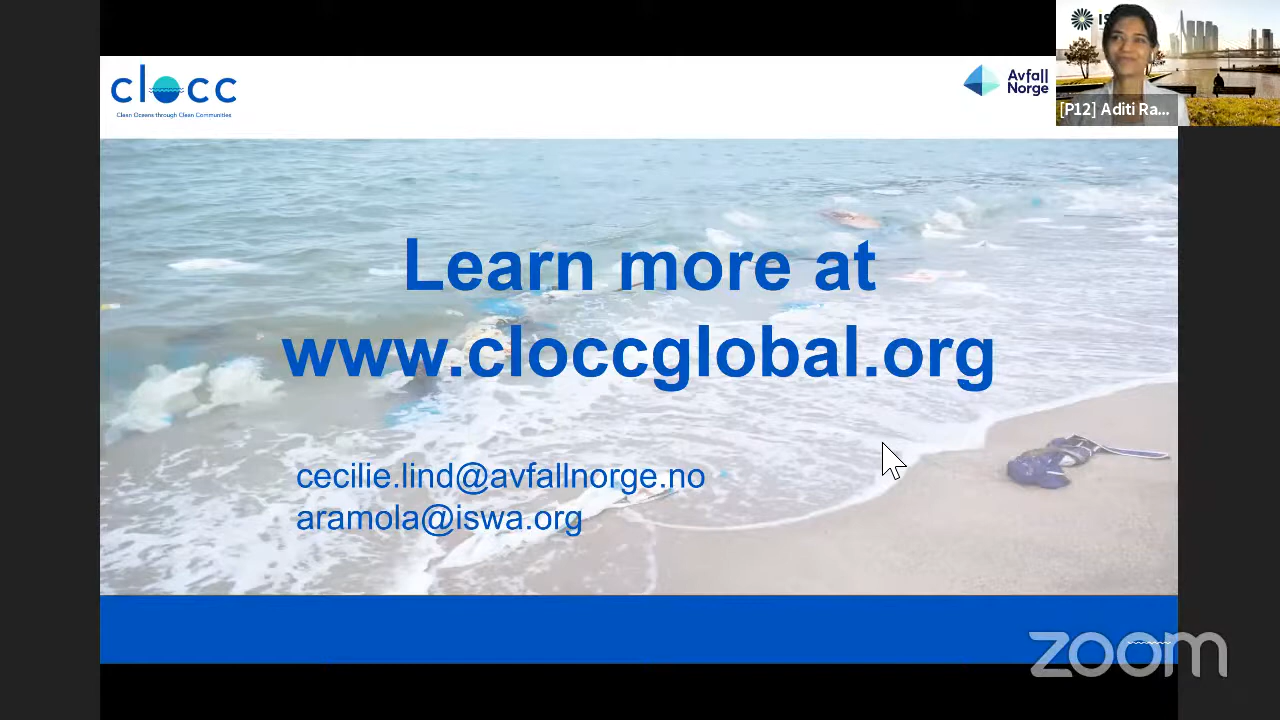 clocc
Clean Oceans through Clean Communities
Avfall
Norge
IS
[P12] Aditi Ra...
Learn more at
www.cloccglobal.org
cecilie.lind@avfallnorge.no
aramola@iswa.org
zoom